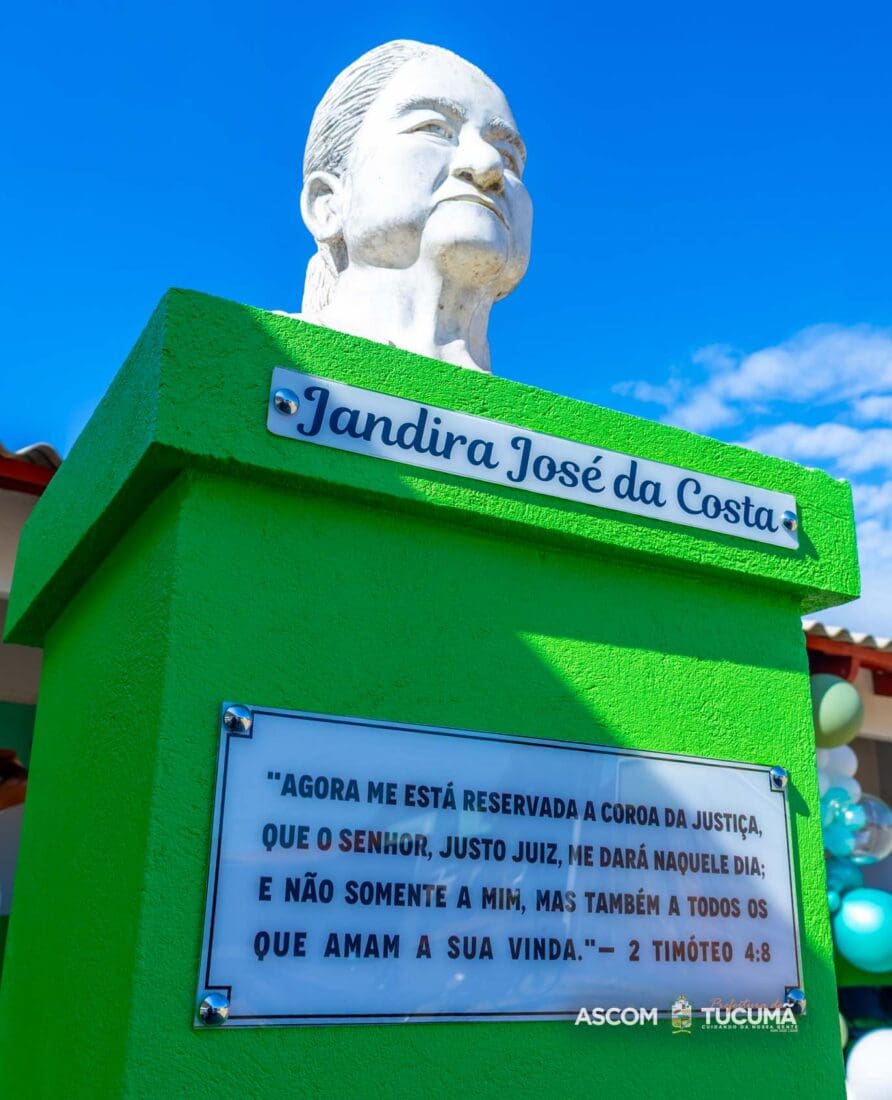 Jandira José da Costa
"AGORA ME ESTÁ RESERVADA A COROA DA JUSTIÇA,
QUE O SENHOR, JUSTO JUIZ, ME DARÁ NAQUELE DIA;
E NÃO SOMENTE A MIM, MAS TAMBÉM A TODOS OS
QUE AMAM A SUA VINDA."— 2 TIMÓTEO 4:8
ASCOM
Prefeitura de
TUCUMÃ
CUIDANDO DA NOSSA GENTE